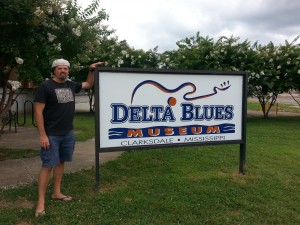 DELTA BLUES
MUSEUM
CLARKSDALE • MISSISSIPPI